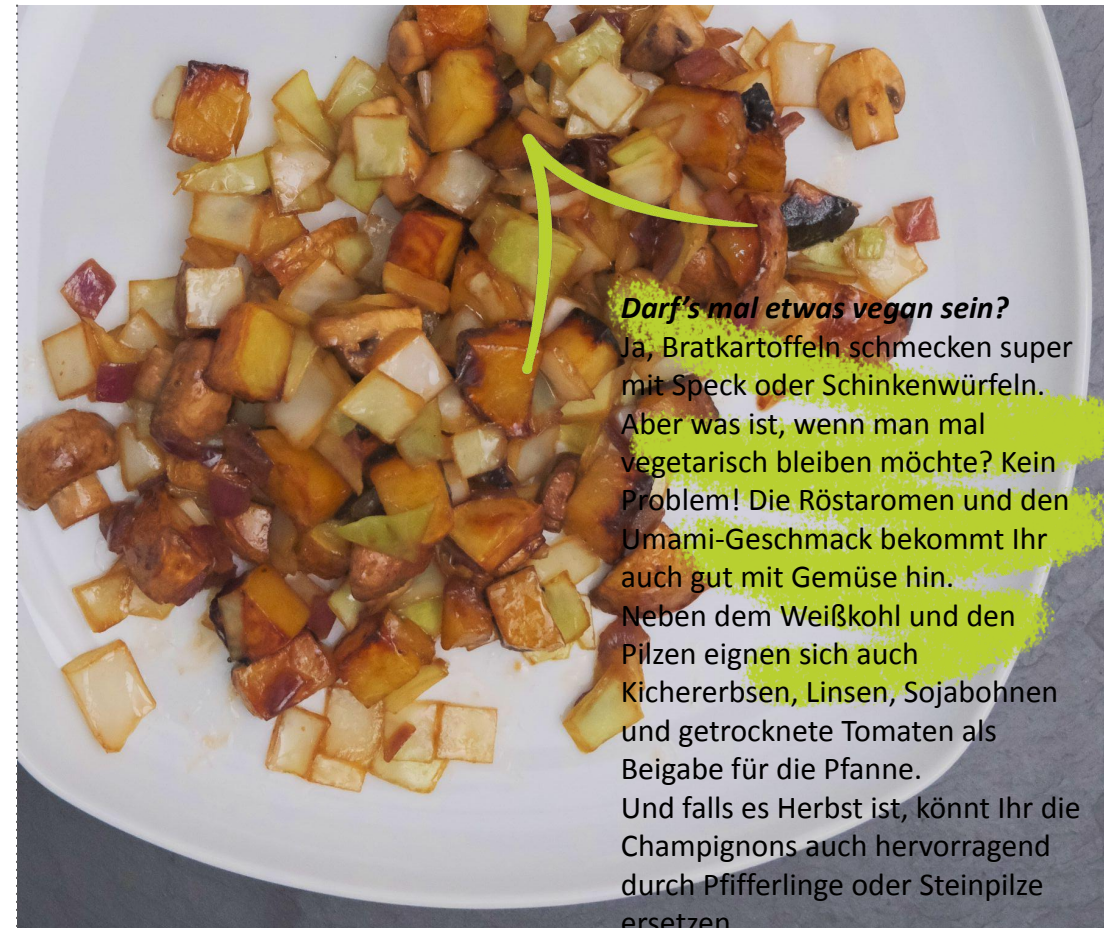 Darf's mal etwas vegan sein?
Ja, Bratkartoffeln schmecken super
mit Speck oder Schinkenwürfeln.
Aber was ist, wenn man mal
vegetarisch bleiben möchte? Kein
Problem! Die Röstaromen und den
Umami-Geschmack bekommt Ihr
auch gut mit Gemüse hin.
Neben dem Weißkohl und den
Pilzen eignen sich auch
Kichererbsen, Linsen, Sojabohnen
und getrocknete Tomaten als
Beigabe für die Pfanne.
Und falls es Herbst ist, könnt Ihr die
Champignons auch hervorragend
durch Pfifferlinge oder Steinpilze
ersetzen